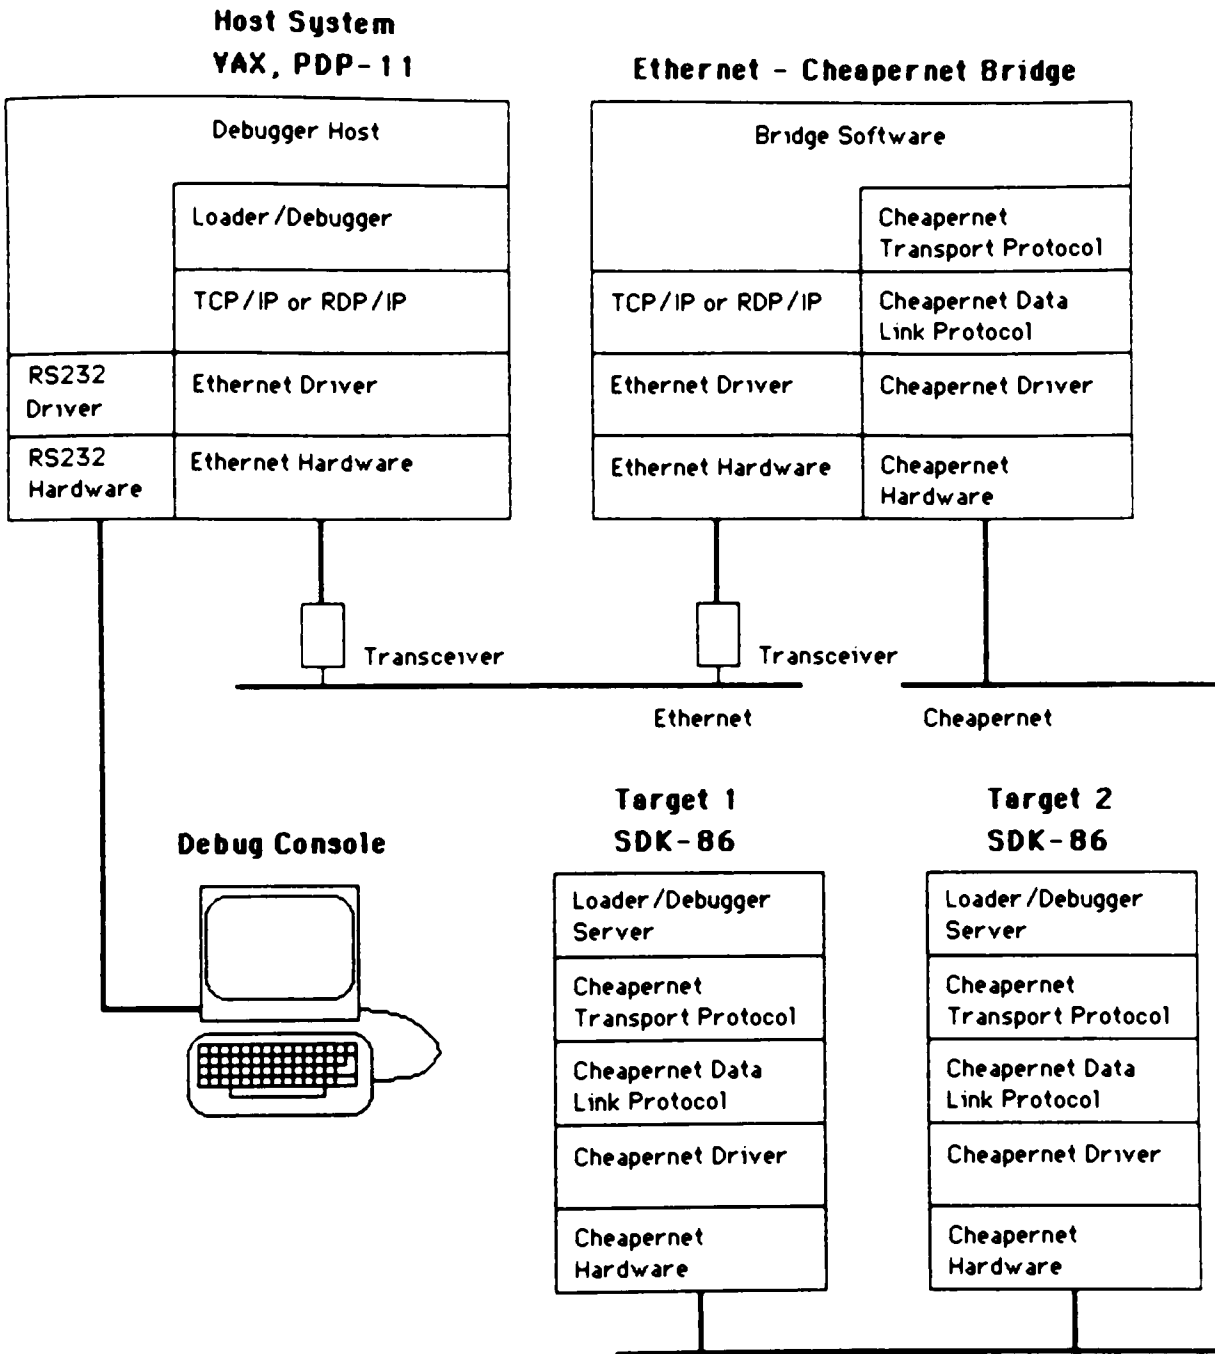 Host System
VAX, PDP-11
Debugger Host
Loader/Debugger
TCP/IP or RDP/IP
RS232
Driver
Ethernet Driver
RS232
Hardware
Ethernet Hardware
Ethernet - Cheapernet Bridge
Bridge Software
Cheapernet
Transport Protocol
TCP/IP or RDP/IP
Cheapernet Data
Link Protocol
Ethernet Driver
Cheapernet Driver
Ethernet Hardware
Cheapernet
Hardware
Transceiver
Transceiver
Ethernet
Cheapernet
Debug Console
Target 1
SDK-86
Loader/Debugger
Server
Cheapernet
Transport Protocol
Cheapernet Data
Link Protocol
Cheapernet Driver
Cheapernet
Hardware
Target 2
SDK-86
Loader/Debugger
Server
Cheapernet
Transport Protocol
Cheapernet Data
Link Protocol
Cheapernet Driver
Cheapernet
Hardware